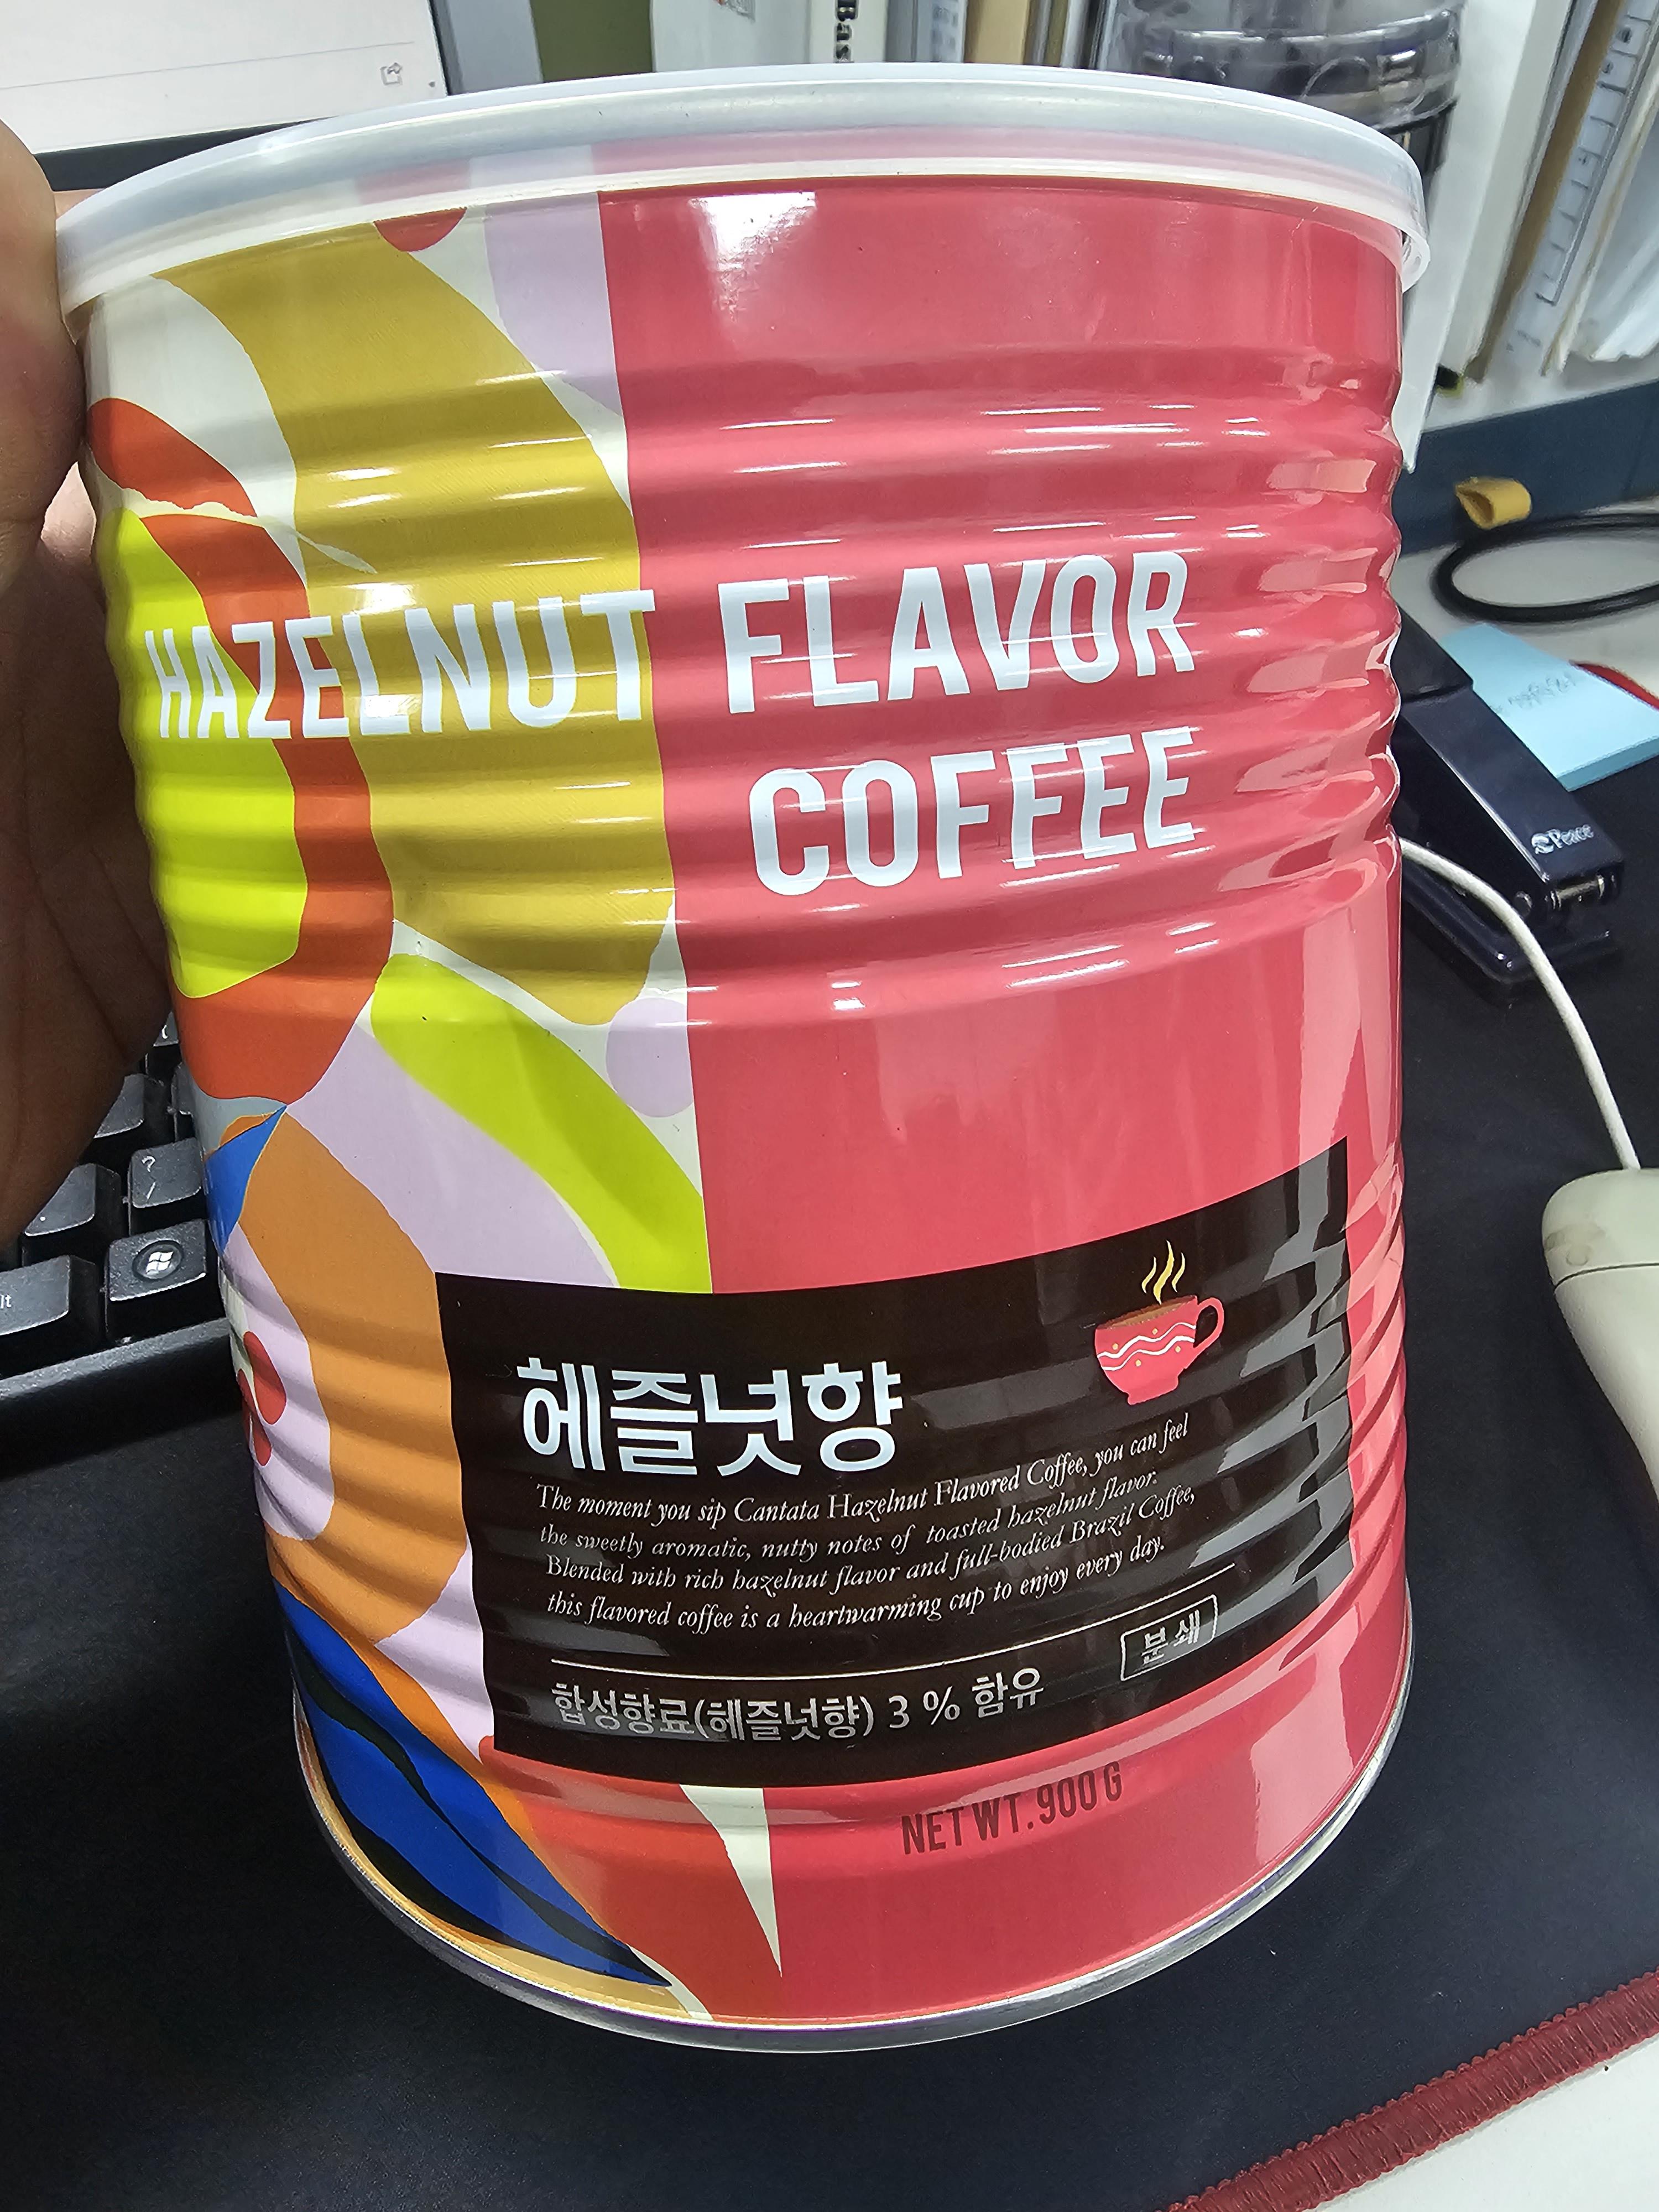 Bas
HAZELNUT FLAVOR
COFFEE
Peace
?
lt
헤즐넛향
The moment you sip Cantata Hazelnut Flavored Coffee, you can feel
the sweetly aromatic, nutty notes of toasted hazelnut flavor.
Blended with rich hazelnut flavor and full-bodied Brazil Coffee,
this flavored coffee is a heartwarming cup to enjoy every day.
분쇄
합성향료(헤즐넛향) 3 % 함유
NET WT. 900 G